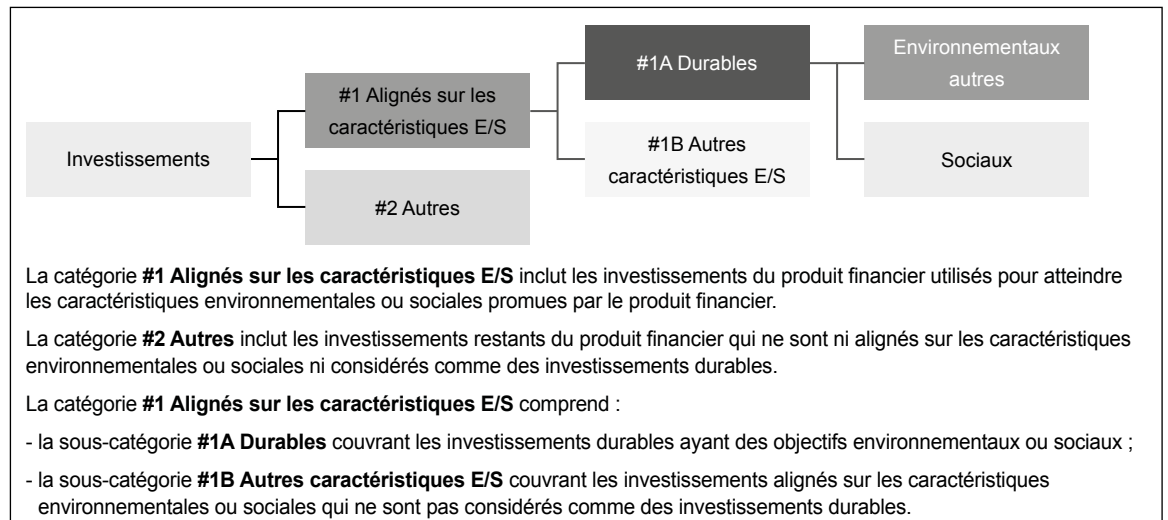 Investissements
#1 Alignés sur les
caractéristiques E/S
#2 Autres
#1A Durables
#1B Autres
caractéristiques E/S
Environnementaux
autres
Sociaux
La catégorie #1 Alignés sur les caractéristiques E/S inclut les investissements du produit financier utilisés pour atteindre
les caractéristiques environnementales ou sociales promues par le produit financier.
La catégorie #2 Autres inclut les investissements restants du produit financier qui ne sont ni alignés sur les caractéristiques
environnementales ou sociales ni considérés comme des investissements durables.
La catégorie #1 Alignés sur les caractéristiques E/S comprend :
- la sous-catégorie #1A Durables couvrant les investissements durables ayant des objectifs environnementaux ou sociaux ;
- la sous-catégorie #1B Autres caractéristiques E/S couvrant les investissements alignés sur les caractéristiques
environnementales ou sociales qui ne sont pas considérés comme des investissements durables.